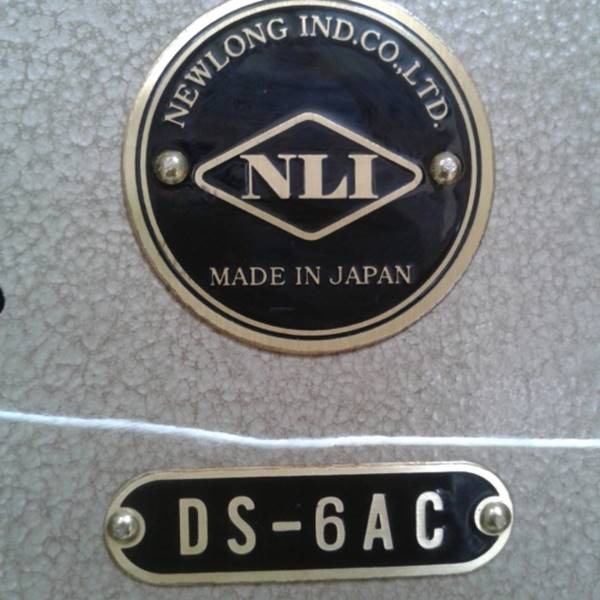 NEWLONG IND.CO.,LTD.
NLI
MADE IN JAPAN
DS-6AC